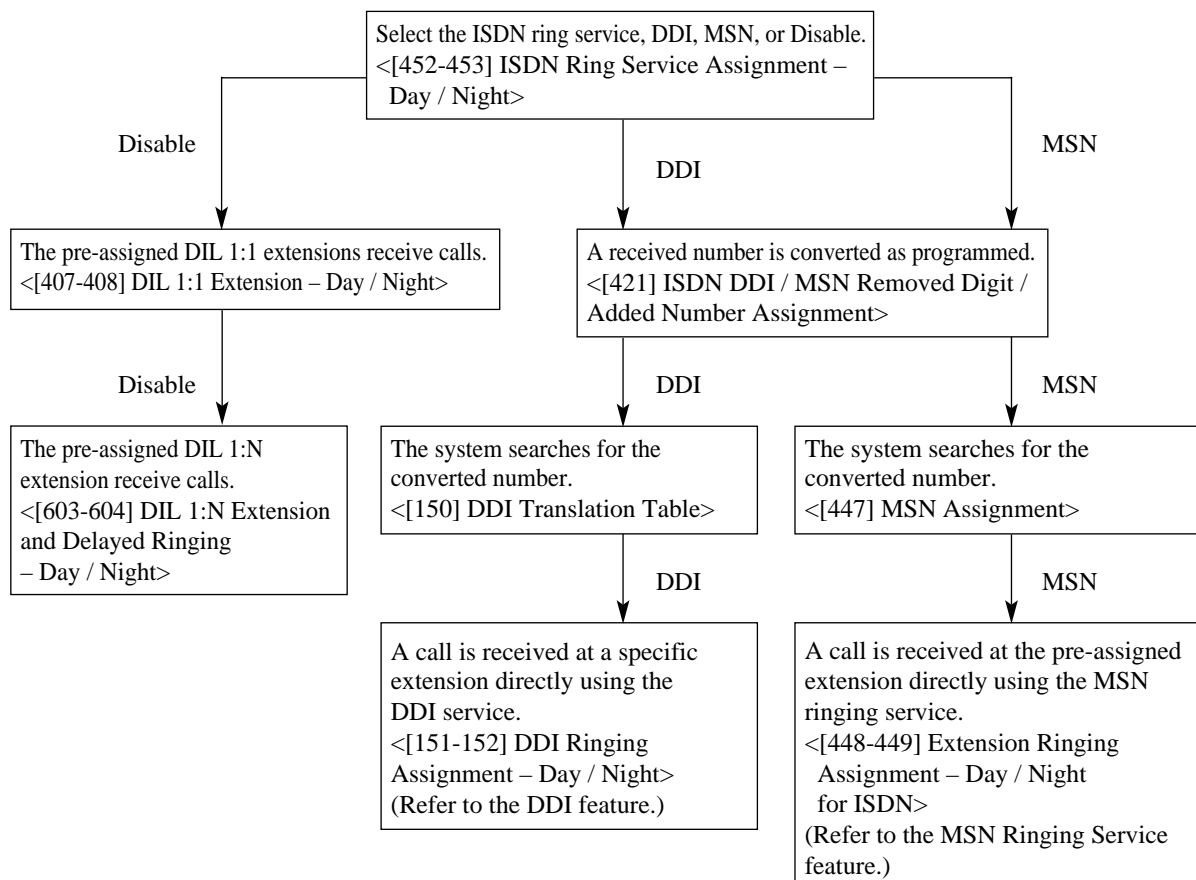 Select the ISDN ring service, DDI, MSN, or Disable.
<[452-453] ISDN Ring Service Assignment –
Day / Night>
Disable
DDI
MSN
The pre-assigned DIL 1:1 extensions receive calls.
<[407-408] DIL 1:1 Extension – Day / Night>
A received number is converted as programmed.
<[421] ISDN DDI / MSN Removed Digit /
Added Number Assignment>
Disable
DDI
MSN
The pre-assigned DIL 1:N
extension receive calls.
<[603-604] DIL 1:N Extension
and Delayed Ringing
– Day / Night>
The system searches for the
converted number.
<[150] DDI Translation Table>
The system searches for the
converted number.
<[447] MSN Assignment>
DDI
MSN
A call is received at a specific
extension directly using the
DDI service.
<[151-152] DDI Ringing
Assignment – Day / Night>
(Refer to the DDI feature.)
A call is received at the pre-assigned
extension directly using the MSN
ringing service.
<[448-449] Extension Ringing
Assignment – Day / Night
for ISDN>
(Refer to the MSN Ringing Service
feature.)